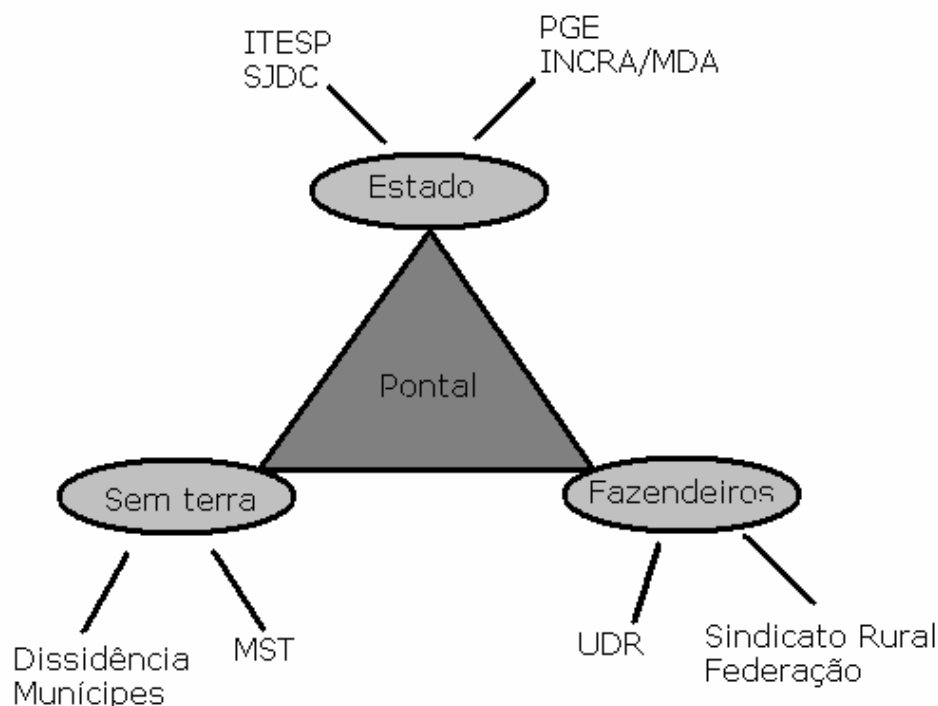 ITESP
SJDC
PGE
INCRA/MDA
Estado
Pontal
Sem terra
Fazendeiros
Dissidência
Munícipes
MST
UDR
Sindicato Rural
Federação